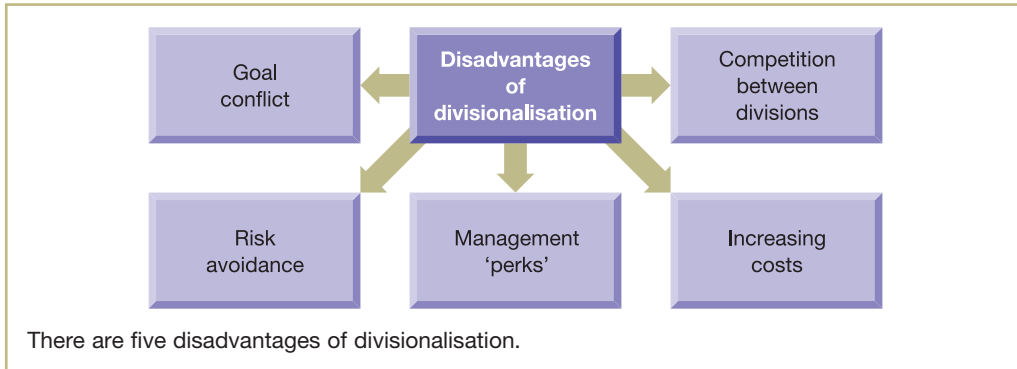 Goal
conflict
Disadvantages
of
divisionalisation
Competition
between
divisions
Risk
avoidance
Management
‘perks’
Increasing
costs
There are five disadvantages of divisionalisation.